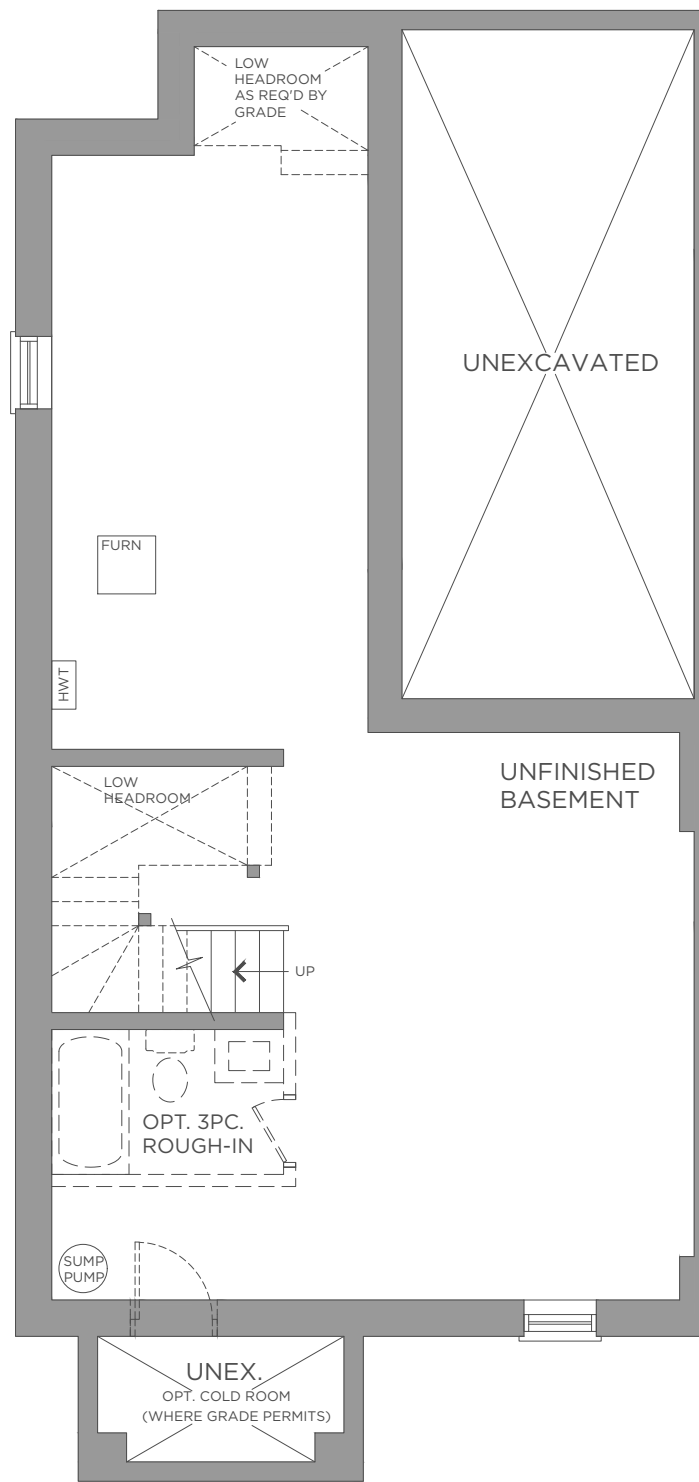 LOW
HEADROOM
AS REQ'D BY
GRADE
UNEXCAVATED
FURN
HWT
UNFINISHED
BASEMENT
LOW
HEADROOM
UP
OPT. 3PC.
ROUGH-IN
SUMP
PUMP
UNEX.
OPT. COLD ROOM
(WHERE GRADE PERMITS)